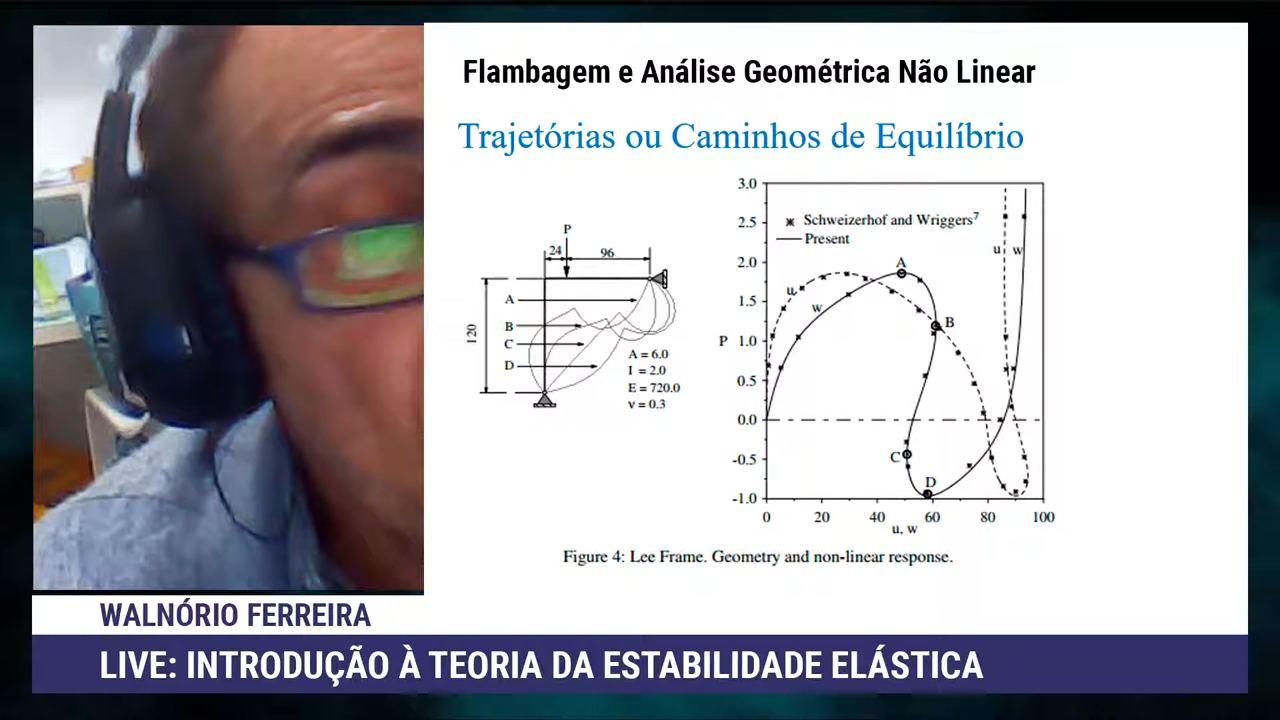 Flambagem e Análise Geométrica Não Linear
Trajetórias ou Caminhos de Equilíbrio
P
24
96
120
A
B
C
D
A = 6.0
I = 2.0
E = 720.0
ν = 0.3
3.0
2.5
2.0
1.5
1.0
0.5
0.0
-0.5
-1.0
P
Schweizerhof and Wriggers⁷
Present
u
w
A
B
C
D
u
w
0 20 40 60 80 100
u, w
Figure 4: Lee Frame. Geometry and non-linear response.
WALNÓRIO FERREIRA
LIVE: INTRODUÇÃO À TEORIA DA ESTABILIDADE ELÁSTICA